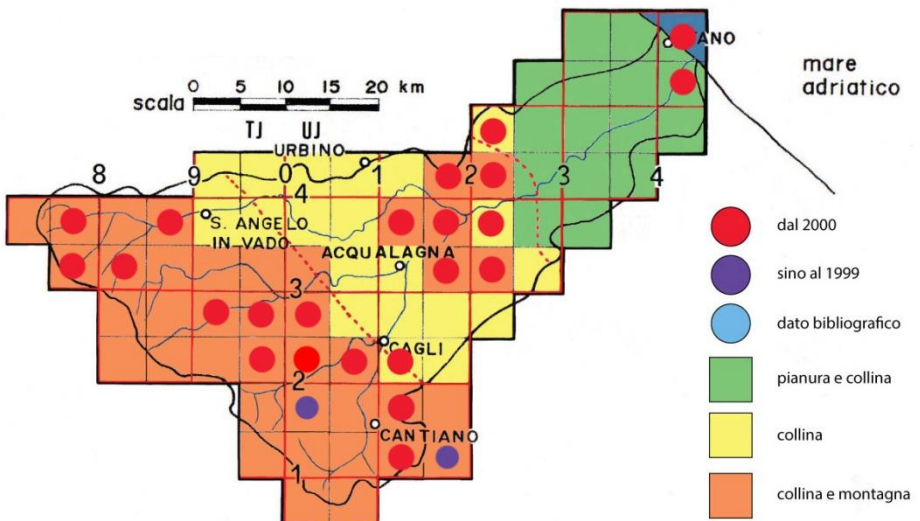 FANO
mare
adriatico
scala 0 5 10 15 20 km
TJ UJ
URBINO
8 9 0 1 2 3 4
4
S. ANGELO
IN VADO
ACQUALAGNA
3
CAGLI
2
CANTIANO
1
dal 2000
sino al 1999
dato bibliografico
pianura e collina
collina
collina e montagna